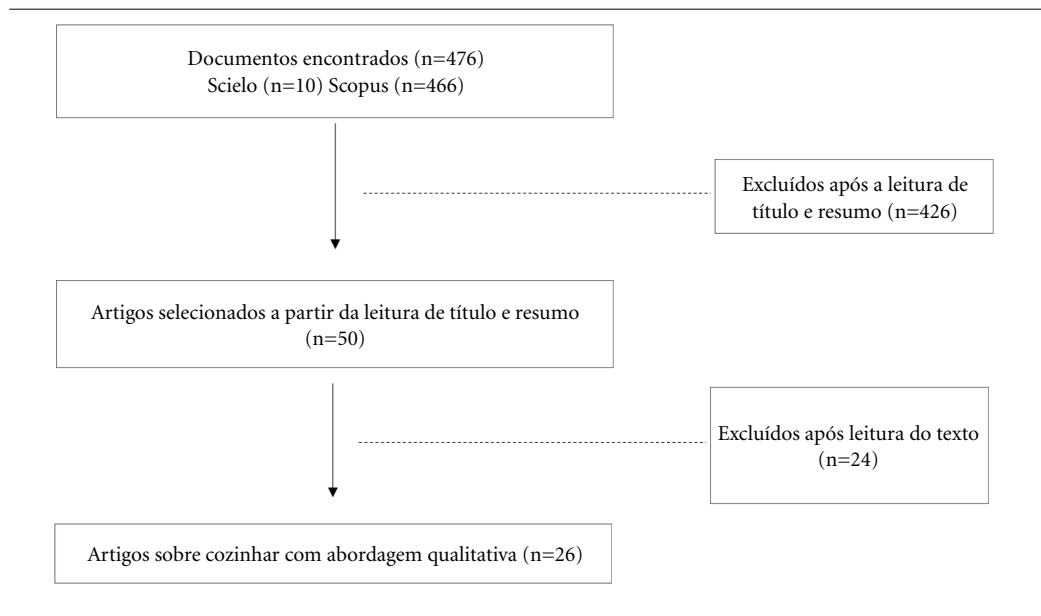 Documentos encontrados (n=476)
Scielo (n=10) Scopus (n=466)
Excluídos após a leitura de
título e resumo (n=426)
Artigos selecionados a partir da leitura de título e resumo
(n=50)
Excluídos após leitura do texto
(n=24)
Artigos sobre cozinhar com abordagem qualitativa (n=26)